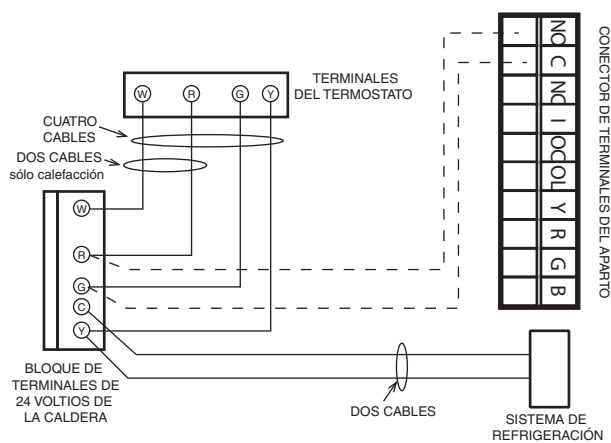 TERMINALES
DEL TERMOSTATO
W R G Y
CUATRO
CABLES
DOS CABLES
sólo calefacción
W
R
G
C
Y
BLOQUE DE
TERMINALES DE
24 VOLTIOS DE
LA CALDERA
DOS CABLES
SISTEMA DE
REFRIGERACIÓN
NO
C
NC
I
OC
OL
Y
R
G
B
CONECTOR DE TERMINALES DEL APARTO